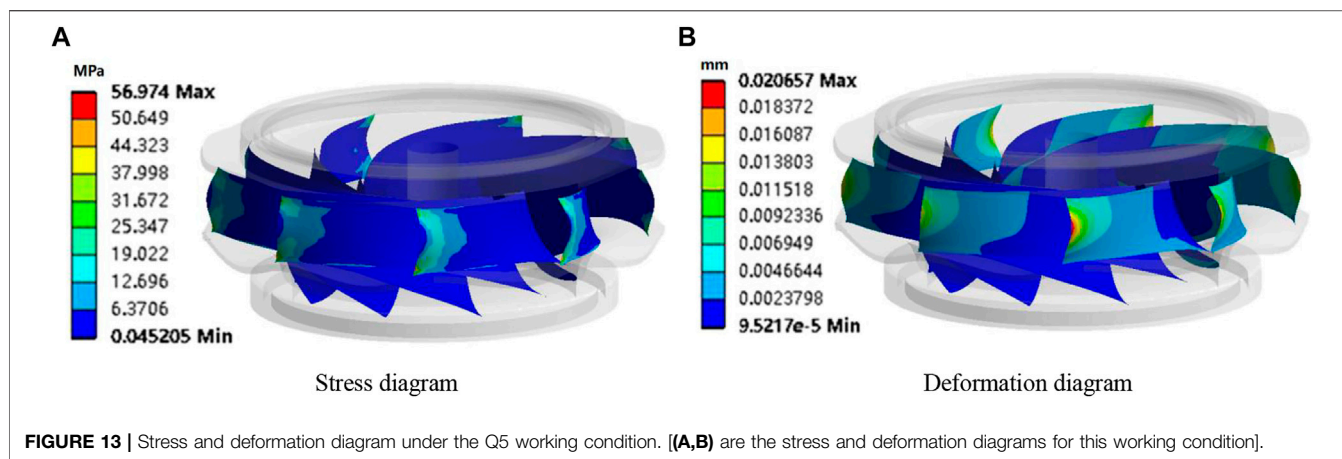 A
MPa
56.974 Max
50.649
44.323
37.998
31.672
25.347
19.022
12.696
6.3706
0.045205 Min
Stress diagram
B
mm
0.020657 Max
0.018372
0.016087
0.013803
0.011518
0.0092336
0.006949
0.0046644
0.0023798
9.5217e-5 Min
Deformation diagram
FIGURE 13 | Stress and deformation diagram under the Q5 working condition. [(A,B) are the stress and deformation diagrams for this working condition].